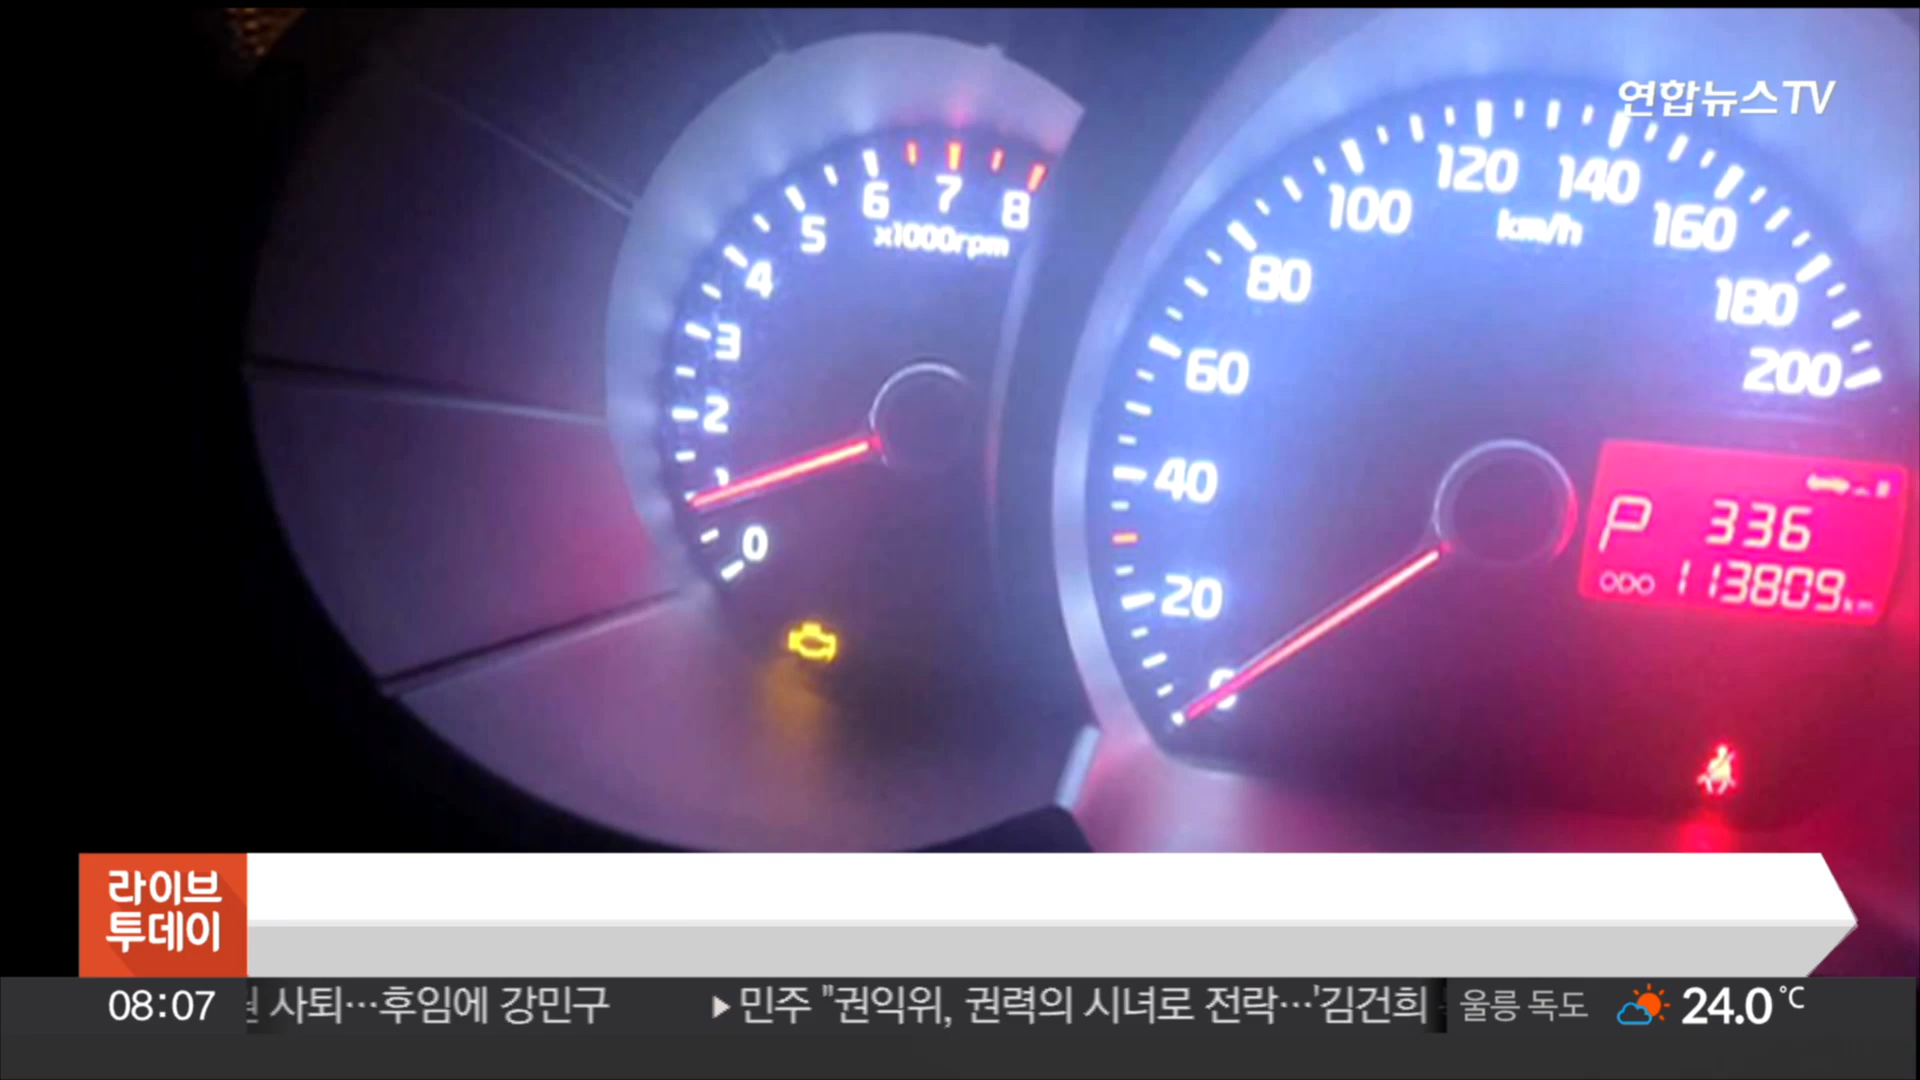 연합뉴스TV
0 1 2 3 4 5 6 7 8
x1000rpm
0 20 40 60 80 100 120 140 160 180 200
km/h
P 336
ODO 113809 km
라이브
투데이
08:07 사퇴…후임에 강민구 ▶민주 "권익위, 권력의 시녀로 전락…'김건희 울릉 독도 24.0℃